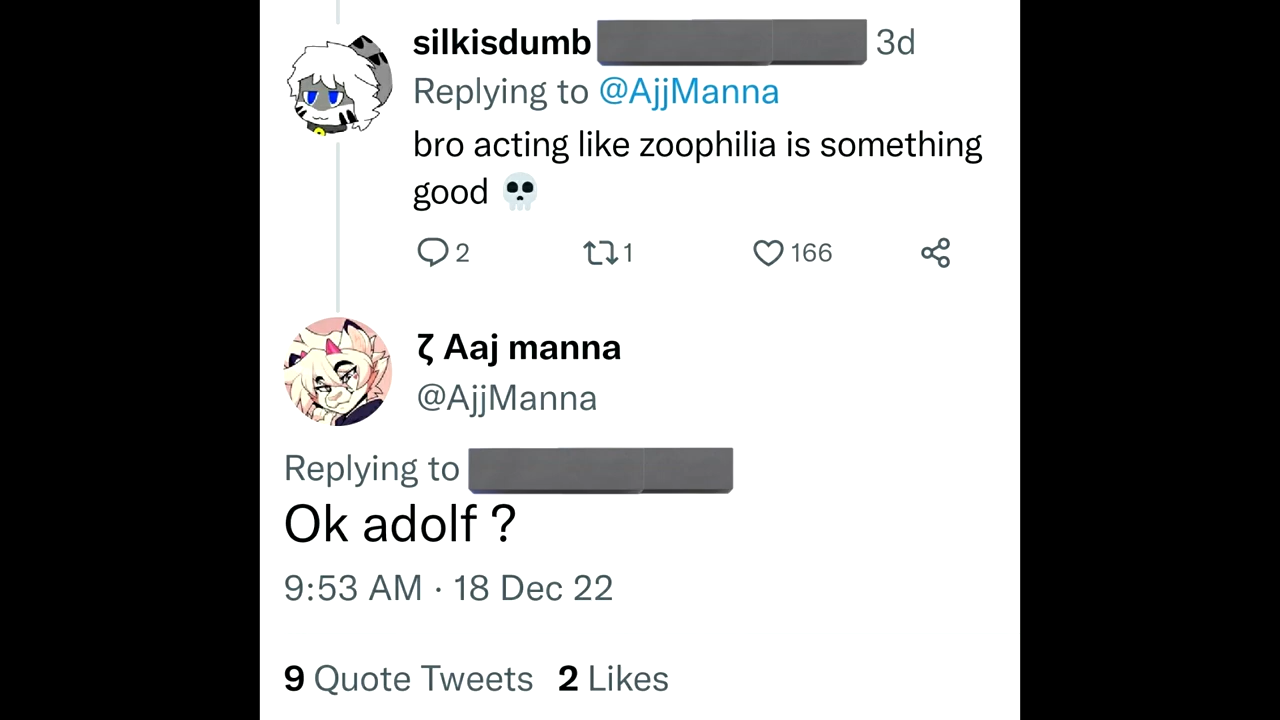 silkisdumb 3d
Replying to @AjjManna
bro acting like zoophilia is something
good 💀
2 1 166
ζ Aaj manna
@AjjManna
Replying to
Ok adolf ?
9:53 AM · 18 Dec 22
9 Quote Tweets 2 Likes